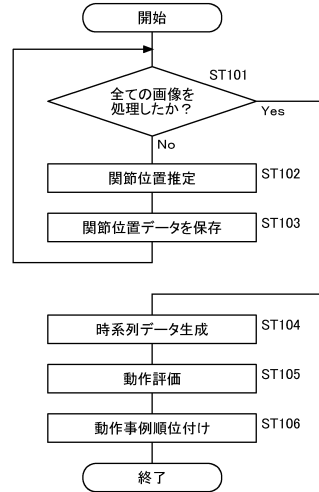 開始
ST101
全ての画像を
処理したか？
Yes
No
関節位置推定
ST102
関節位置データを保存
ST103
時系列データ生成
ST104
動作評価
ST105
動作事例順位付け
ST106
終了